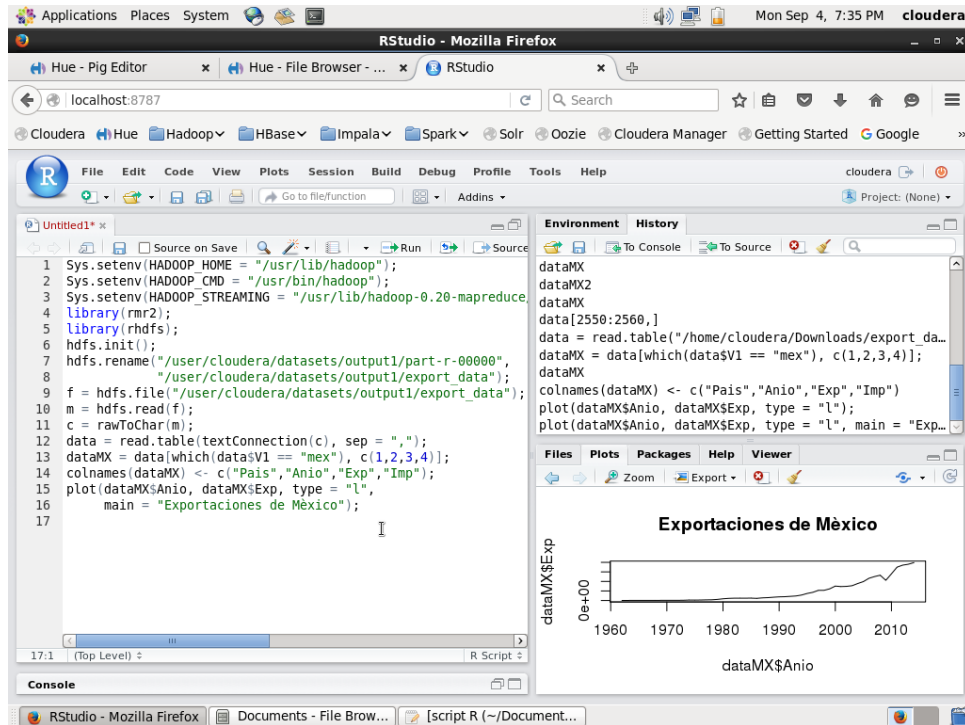 Applications Places System Mon Sep 4, 7:35 PM cloudera
RStudio - Mozilla Firefox
Hue - Pig Editor × Hue - File Browser - ... × RStudio ×
localhost:8787 Search
Cloudera Hue Hadoop HBase Impala Spark Solr Oozie Cloudera Manager Getting Started Google »
R File Edit Code View Plots Session Build Debug Profile Tools Help cloudera
Go to file/function Addins Project: (None)
Untitled1* ×
Source on Save Run Source
1 Sys.setenv(HADOOP_HOME = "/usr/lib/hadoop");
2 Sys.setenv(HADOOP_CMD = "/usr/bin/hadoop");
3 Sys.setenv(HADOOP_STREAMING = "/usr/lib/hadoop-0.20-mapreduce/
4 library(rmr2);
5 library(rhdfs);
6 hdfs.init();
7 hdfs.rename("/user/cloudera/datasets/output1/part-r-00000",
8 "/user/cloudera/datasets/output1/export_data");
9 f = hdfs.file("/user/cloudera/datasets/output1/export_data");
10 m = hdfs.read(f);
11 c = rawToChar(m);
12 data = read.table(textConnection(c), sep = ",");
13 dataMX = data[which(data$V1 == "mex"), c(1,2,3,4)];
14 colnames(dataMX) <- c("Pais","Anio","Exp","Imp");
15 plot(dataMX$Anio, dataMX$Exp, type = "l",
16 main = "Exportaciones de Mèxico");
17
17:1 (Top Level) R Script
Console
Environment History
To Console To Source
dataMX
dataMX2
dataMX
data[2550:2560,]
data = read.table("/home/cloudera/Downloads/export_da...
dataMX = data[which(data$V1 == "mex"), c(1,2,3,4)];
dataMX
colnames(dataMX) <- c("Pais","Anio","Exp","Imp")
plot(dataMX$Anio, dataMX$Exp, type = "l");
plot(dataMX$Anio, dataMX$Exp, type = "l", main = "Exp...
Files Plots Packages Help Viewer
Zoom Export
Exportaciones de Mèxico
dataMX$Exp
0e+00
1960 1970 1980 1990 2000 2010
dataMX$Anio
RStudio - Mozilla Firefox Documents - File Brow... [script R (~/Document...